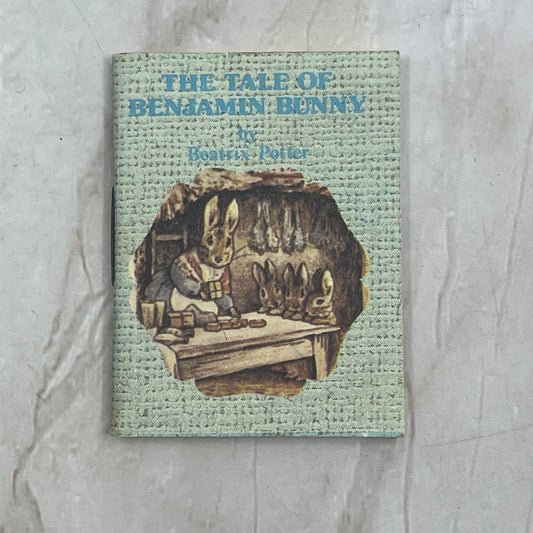 THE TALE OF
BENJAMIN BUNNY
by
Beatrix Potter